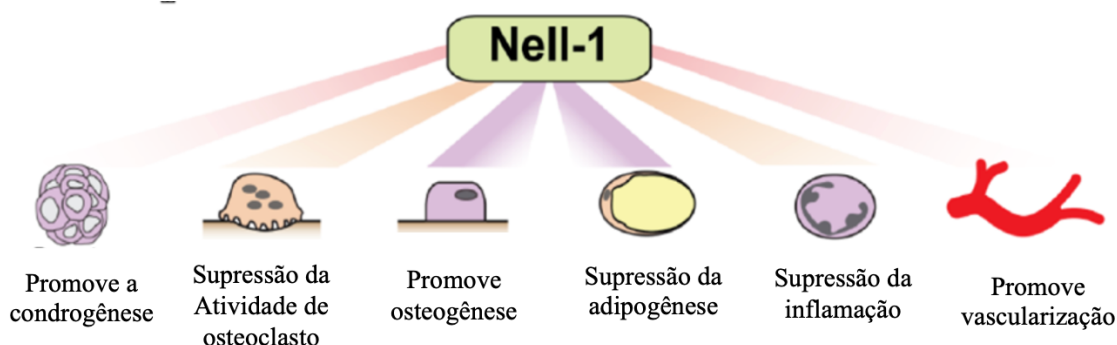 Nell-1
Promove a
condrogênese
Supressão da
Atividade de
osteoclasto
Promove
osteogênese
Supressão da
adipogênese
Supressão da
inflamação
Promove
vascularização